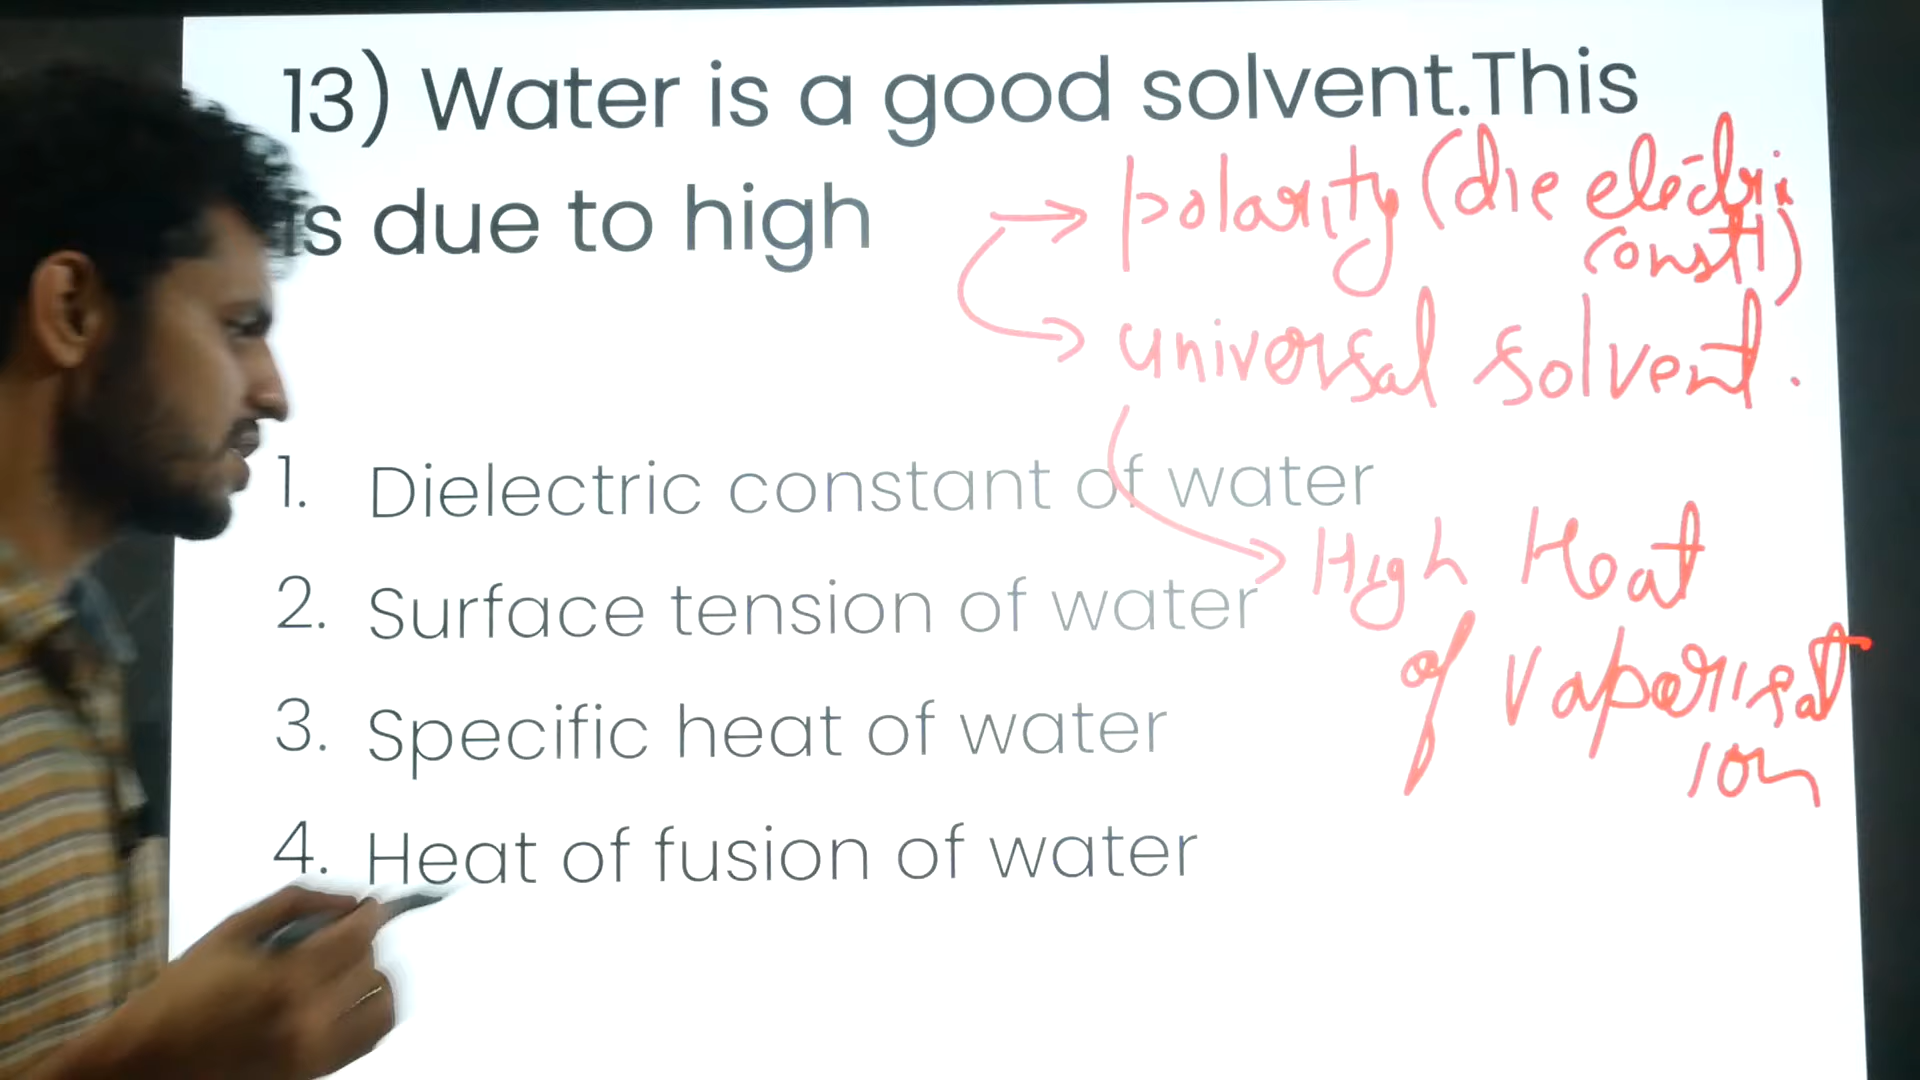 13) Water is a good solvent.This
is due to high
polarity (die electric
const)
universal solvent.
1. Dielectric constant of water
High Heat
2. Surface tension of water
of vaporisat
ion
3. Specific heat of water
4. Heat of fusion of water